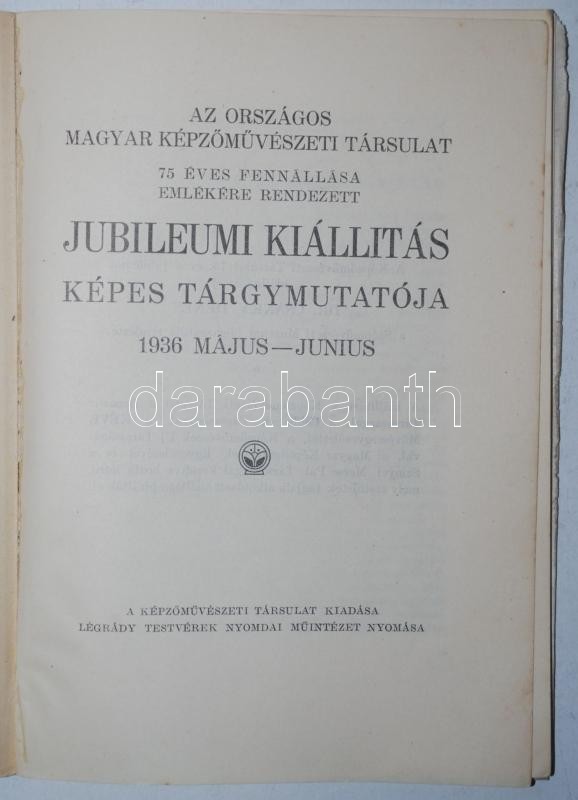 AZ ORSZÁGOS
MAGYAR KÉPZŐMŰVÉSZETI TÁRSULAT
75 ÉVES FENNÁLLÁSA
EMLÉKÉRE RENDEZETT
JUBILEUMI KIÁLLITÁS
KÉPES TÁRGYMUTATÓJA
1936 MÁJUS—JUNIUS
darabanth
A KÉPZŐMŰVÉSZETI TÁRSULAT KIADÁSA
LÉGRÁDY TESTVÉREK NYOMDAI MŰINTÉZET NYOMÁSA